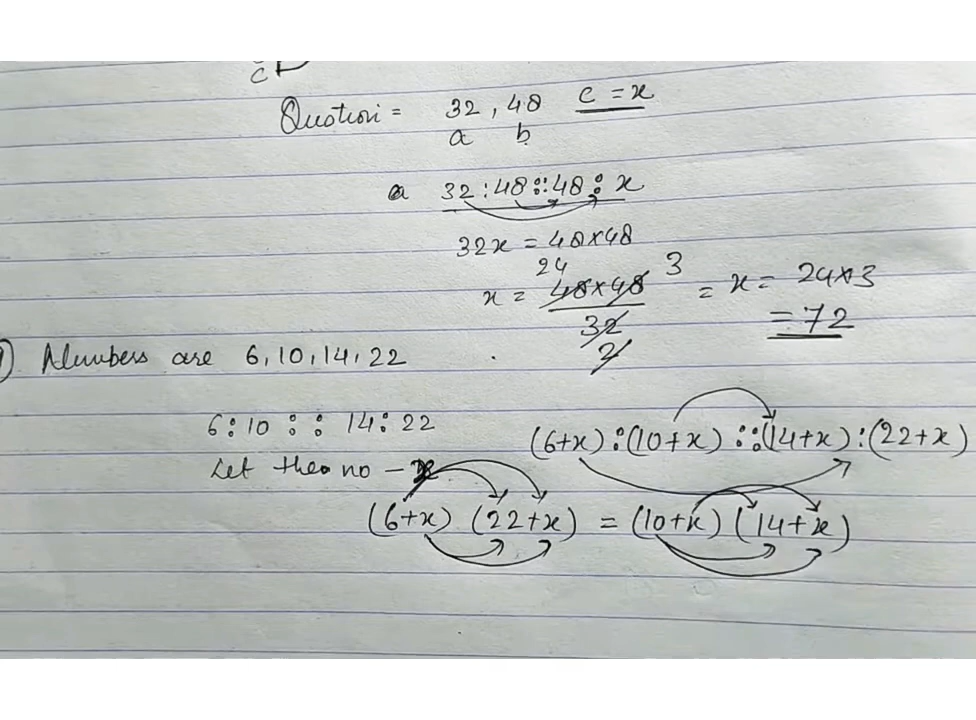 c
Quotion = 32 , 48 c = x
a b
a 32 : 48 :: 48 : x
32x = 48×48
x = 48×48 / 32 = x = 24×3
24 3
2
= 72
) Numbers are 6, 10, 14, 22
6 : 10 : : 14 : 22
(6+x) : (10+x) :: (14+x) : (22+x)
Let the no - x
(6+x) (22+x) = (10+x) (14+x)